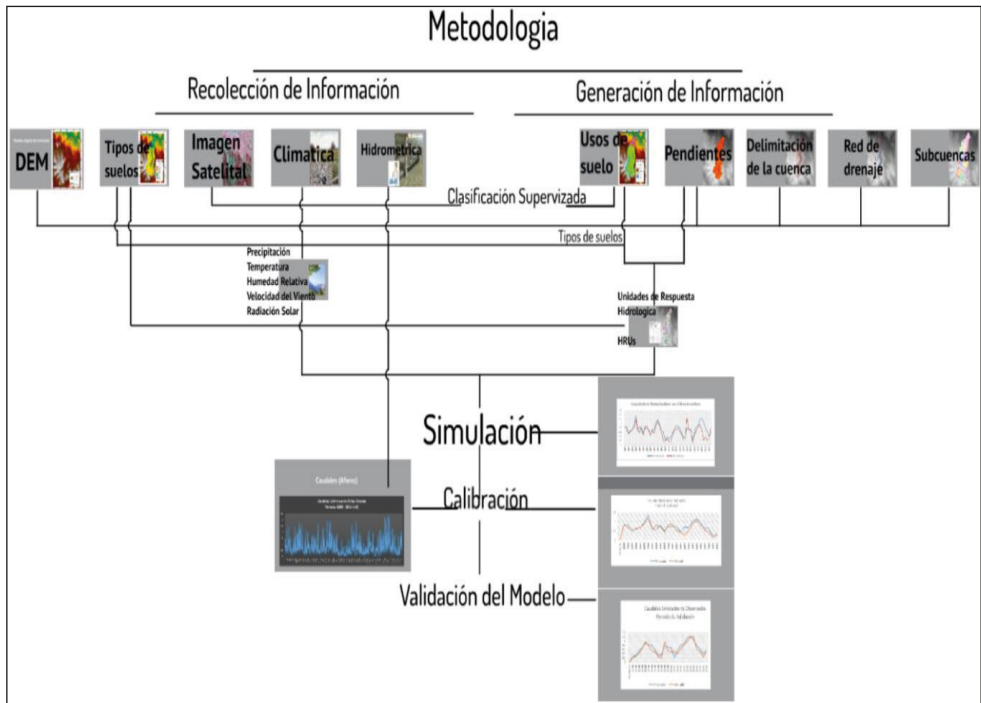 Metodologia
Recolección de Información
Generación de Información
DEM
Tipos de
suelos
Imagen
Satelital
Climatica
Hidrometrica
Usos de
suelo
Pendientes
Delimitación
de la cuenca
Red de
drenaje
Subcuencas
Clasificación Supervizada
Tipos de suelos
Precipitación
Temperatura
Humedad Relativa
Velocidad del Viento
Radiación Solar
Unidades de Respuesta
Hidrologica
HRUs
Simulación
Caudales (Aforos)
Calibración
Validación del Modelo